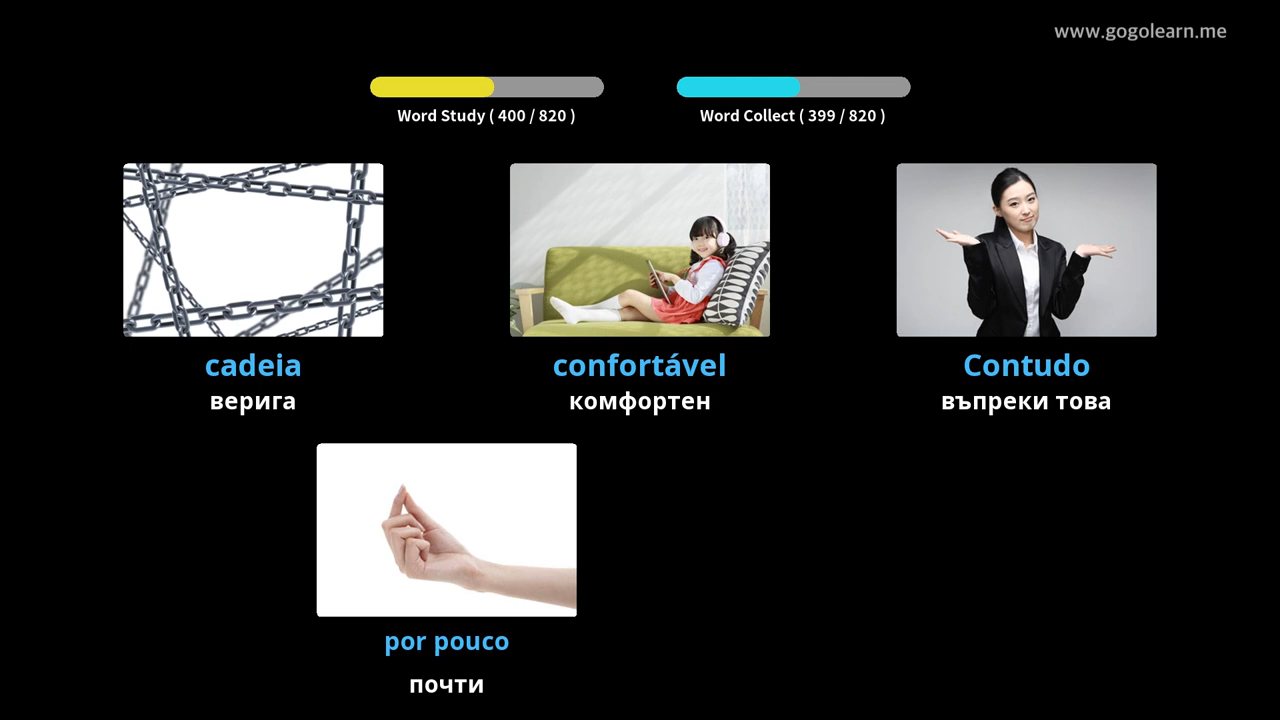 www.gogolearn.me
Word Study ( 400 / 820 )
Word Collect ( 399 / 820 )
cadeia
верига
confortável
комфортен
Contudo
въпреки това
por pouco
почти